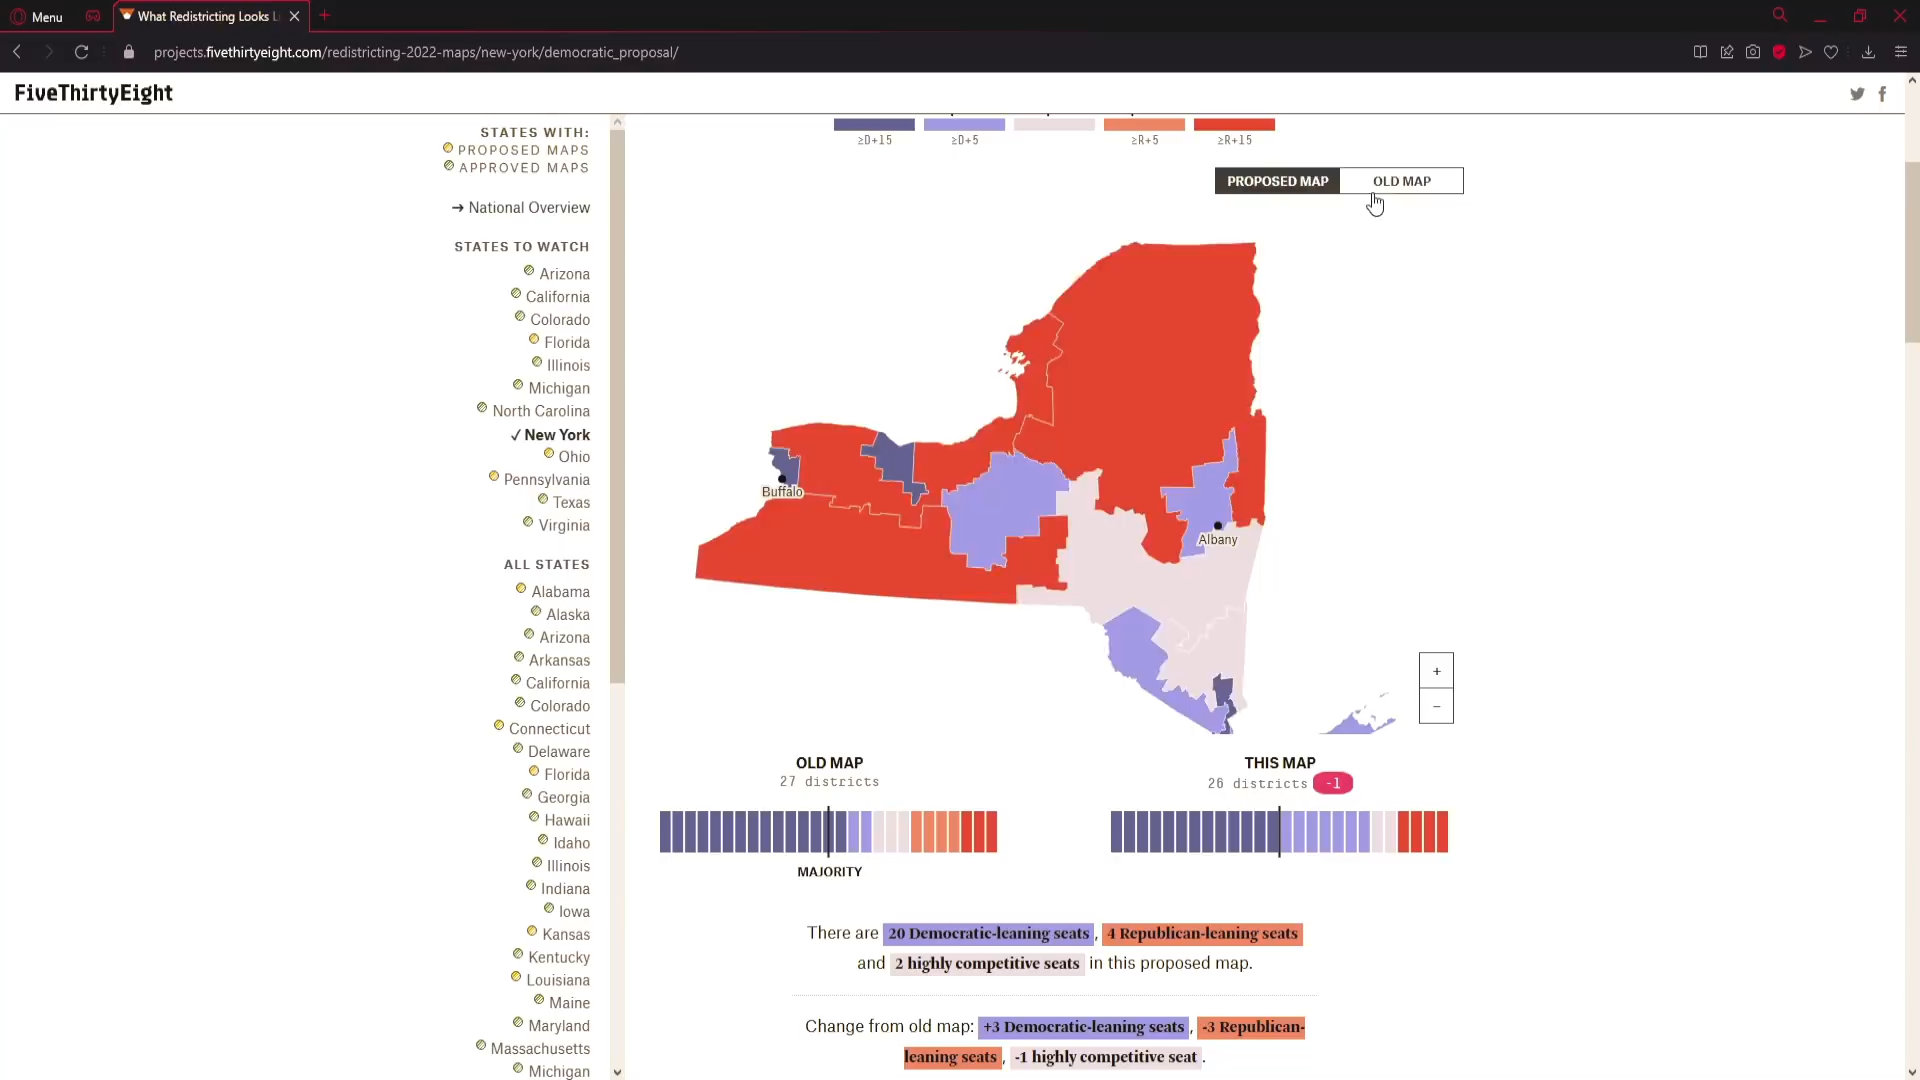 Menu
What Redistricting Looks L
projects.fivethirtyeight.com/redistricting-2022-maps/new-york/democratic_proposal/
FiveThirtyEight
STATES WITH:
PROPOSED MAPS
APPROVED MAPS
→ National Overview
STATES TO WATCH
Arizona
California
Colorado
Florida
Illinois
Michigan
North Carolina
✓ New York
Ohio
Pennsylvania
Texas
Virginia
ALL STATES
Alabama
Alaska
Arizona
Arkansas
California
Colorado
Connecticut
Delaware
Florida
Georgia
Hawaii
Idaho
Illinois
Indiana
Iowa
Kansas
Kentucky
Louisiana
Maine
Maryland
Massachusetts
Michigan
≥D+15 ≥D+5 ≥R+5 ≥R+15
PROPOSED MAP OLD MAP
Buffalo
Albany
+
−
OLD MAP
27 districts
MAJORITY
THIS MAP
26 districts -1
There are 20 Democratic-leaning seats, 4 Republican-leaning seats
and 2 highly competitive seats in this proposed map.
Change from old map: +3 Democratic-leaning seats, -3 Republican-
leaning seats, -1 highly competitive seat.